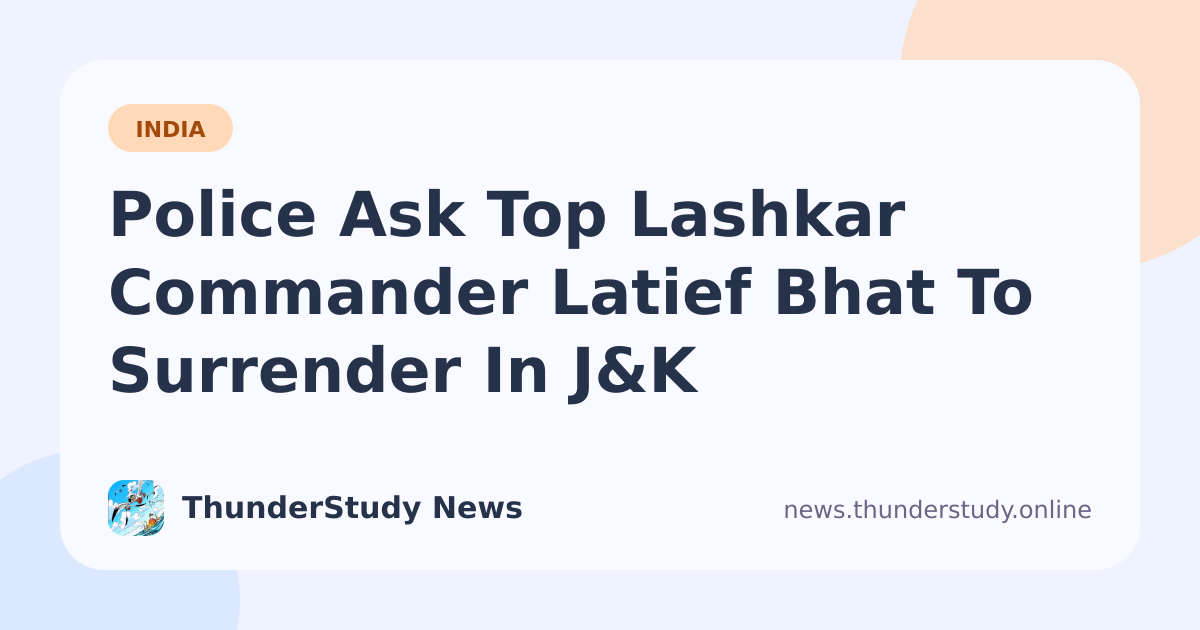 INDIA
Police Ask Top Lashkar
Commander Latief Bhat To
Surrender In J&K
ThunderStudy News
news.thunderstudy.online